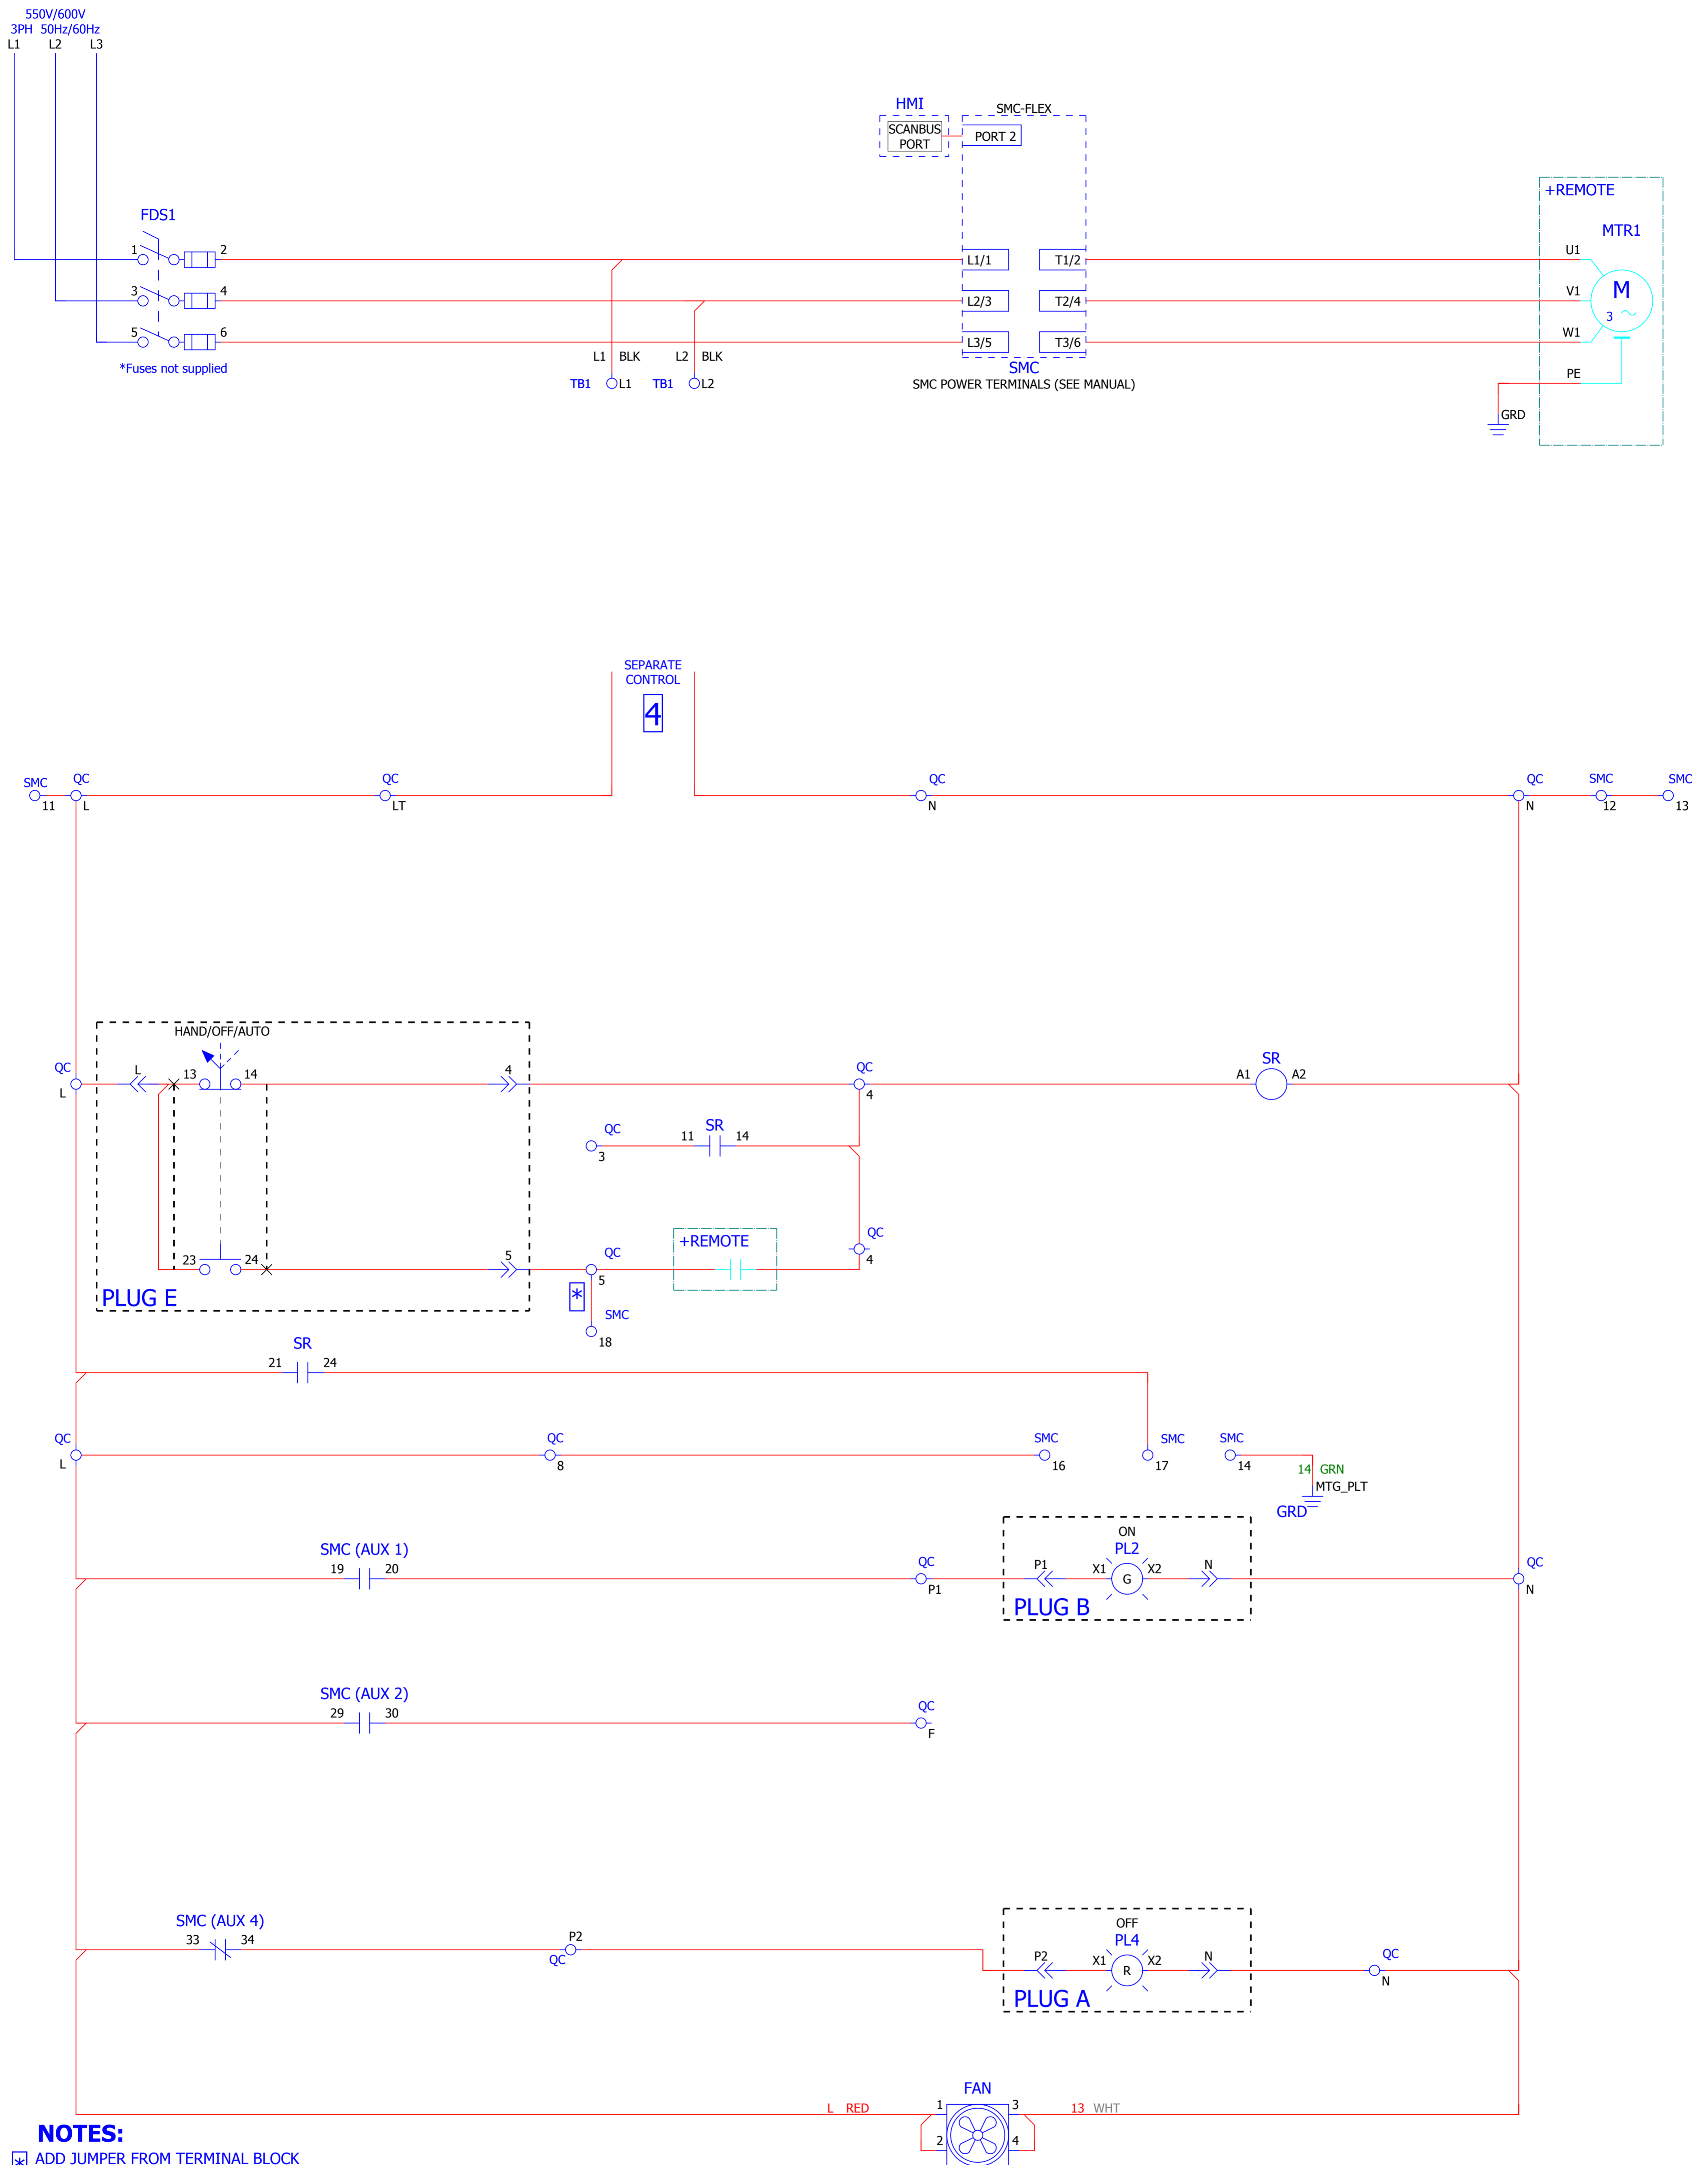 550V/600V
3PH 50Hz/60Hz
L1 L2 L3
HMI
SMC-FLEX
SCANBUS
PORT
PORT 2
+REMOTE
MTR1
FDS1
1 2
L1/1 T1/2
U1
3 4
L2/3 T2/4
V1
M
3
5 6
L3/5 T3/6
W1
*Fuses not supplied
L1 BLK L2 BLK
SMC
PE
TB1 L1 TB1 L2
SMC POWER TERMINALS (SEE MANUAL)
GRD
SEPARATE
CONTROL
4
SMC QC QC QC QC SMC SMC
11 L LT N N 12 13
HAND/OFF/AUTO
QC L 13 14 4 QC SR
A1 A2
L 4
QC 11 SR 14
3
QC
+REMOTE
23 24 5 QC
4
5
PLUG E
*
SMC
18
SR
21 24
QC QC SMC SMC SMC
L 8 16 17 14
14 GRN
MTG_PLT
GRD
ON
SMC (AUX 1)
PL2
19 20 QC P1 X1 G X2 N QC
P1 N
PLUG B
SMC (AUX 2)
29 30 QC
F
SMC (AUX 4)
OFF
33 34 P2
PL4
QC
P2 X1 R X2 N QC
N
PLUG A
FAN
L RED 1 3 13 WHT
2 4
NOTES:
* ADD JUMPER FROM TERMINAL BLOCK